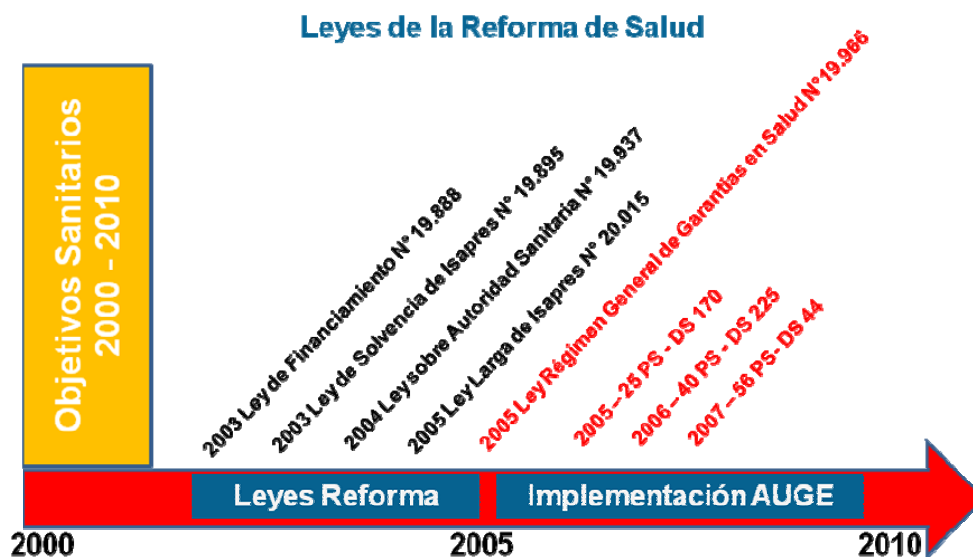 Leyes de la Reforma de Salud
Objetivos Sanitarios
2000 - 2010
2003 Ley de Financiamiento N° 19.888
2003 Ley de Solvencia de Isapres N° 19.895
2004 Ley sobre Autoridad Sanitaria N° 19.937
2005 Ley Larga de Isapres N° 20.015
2005 Ley Régimen General de Garantías en Salud N°19.966
2005 – 25 PS - DS 170
2006 – 40 PS - DS 225
2007 – 56 PS- DS 44
Leyes Reforma
Implementación AUGE
2000
2005
2010